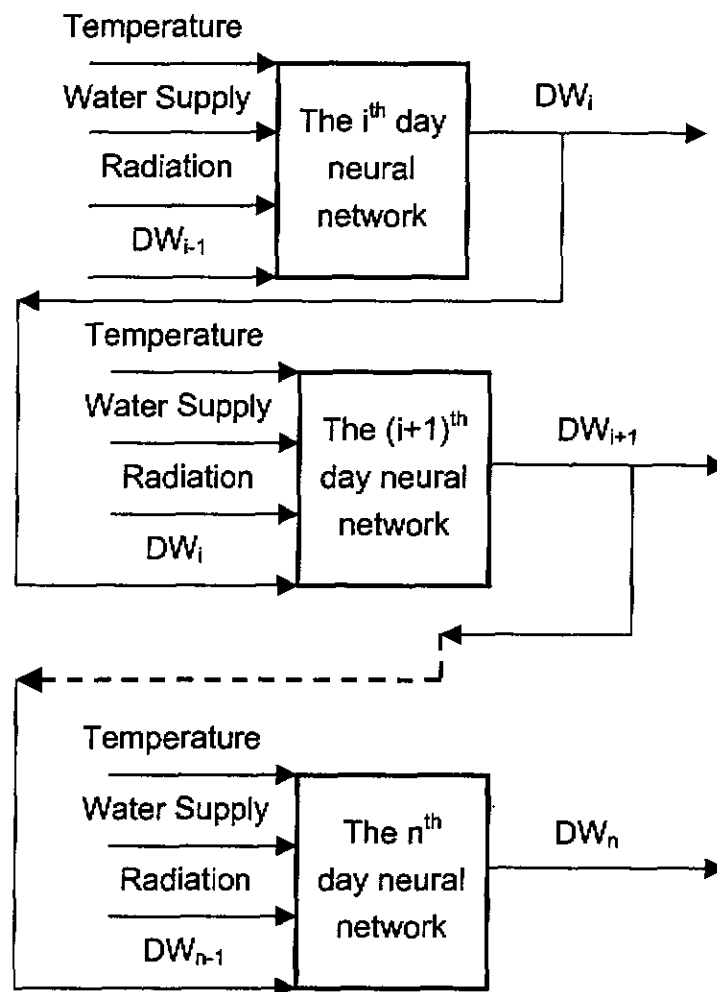 Temperature
Water Supply
Radiation
DWi-1
The ith day
neural
network
DWi
Temperature
Water Supply
Radiation
DWi
The (i+1)th
day neural
network
DWi+1
Temperature
Water Supply
Radiation
DWn-1
The nth
day neural
network
DWn